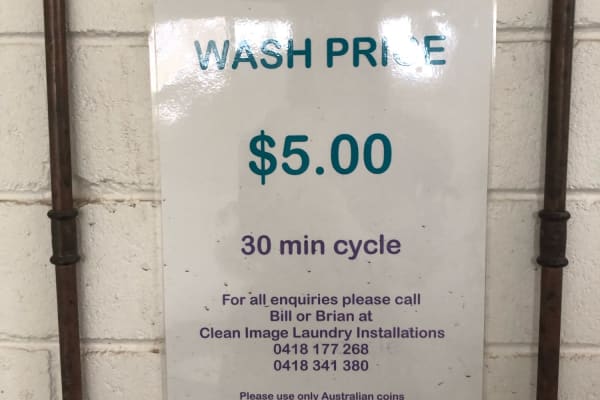 WASH PRICE
$5.00
30 min cycle
For all enquiries please call
Bill or Brian at
Clean Image Laundry Installations
0418 177 268
0418 341 380
Please use only Australian coins